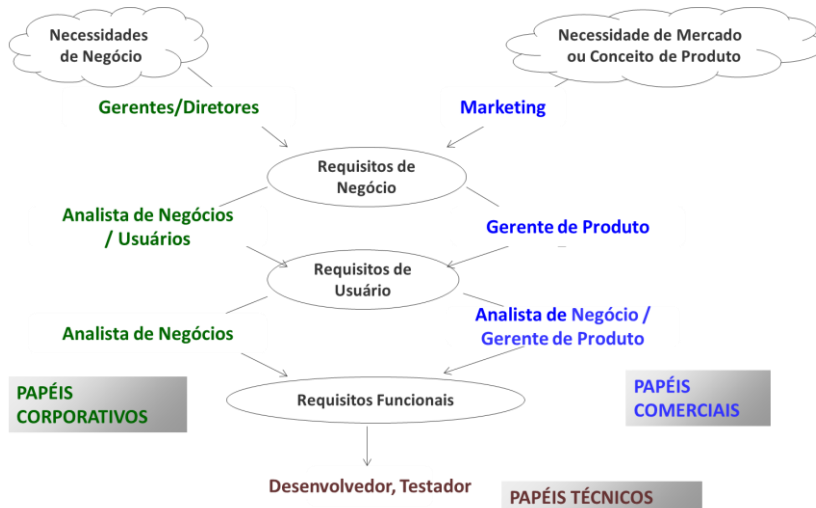 Necessidades
de Negócio
Necessidade de Mercado
ou Conceito de Produto
Gerentes/Diretores
Marketing
Requisitos de
Negócio
Analista de Negócios
/ Usuários
Gerente de Produto
Requisitos de
Usuário
Analista de Negócios
Analista de Negócio /
Gerente de Produto
PAPÉIS
CORPORATIVOS
Requisitos Funcionais
PAPÉIS
COMERCIAIS
Desenvolvedor, Testador
PAPÉIS TÉCNICOS